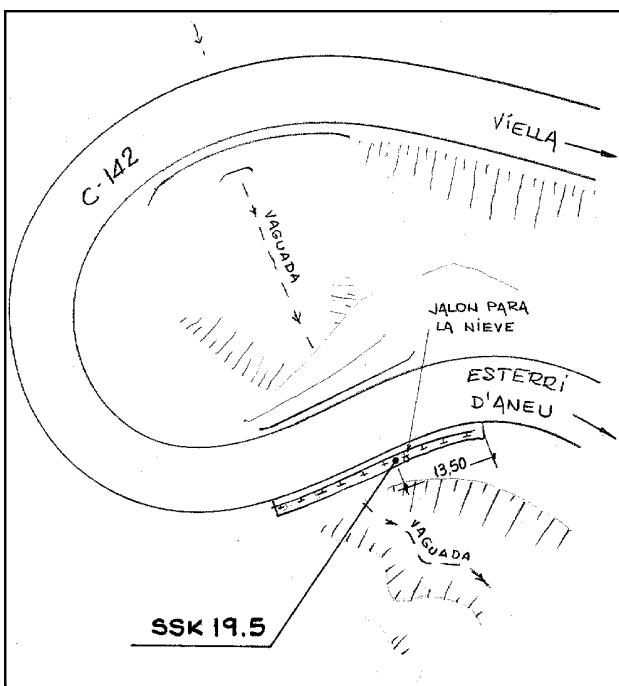 VIELLA
C-142
VAGUADA
JALON PARA
LA NIEVE
ESTERRI
D'ANEU
13,50
VAGUADA
SSK 19.5